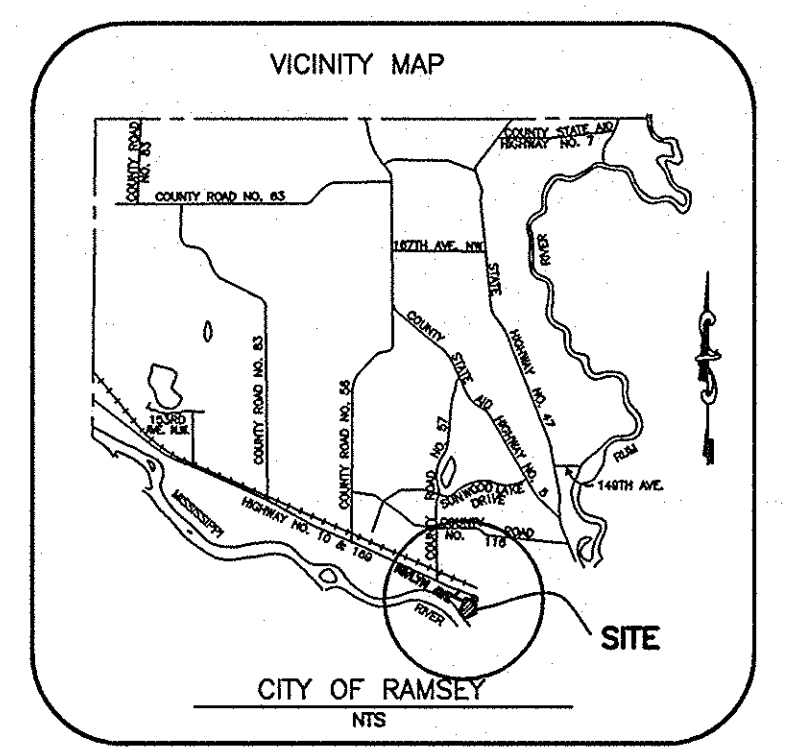 VICINITY MAP
COUNTY ROAD
NO. 83
COUNTY STATE AID
HIGHWAY NO. 7
COUNTY ROAD NO. 63
167TH AVE. NW
RIVER
STATE
HIGHWAY NO. 47
COUNTY STATE AID HIGHWAY NO. 5
COUNTY ROAD NO. 83
COUNTY ROAD NO. 56
COUNTY ROAD NO. 57
153RD
AVE. N.W.
RUM
SUNWOOD LAKE
DRIVE
149TH AVE.
MISSISSIPPI
HIGHWAY NO. 10 & 169
COUNTY ROAD
NO. 116
RIVER
SITE
CITY OF RAMSEY
NTS